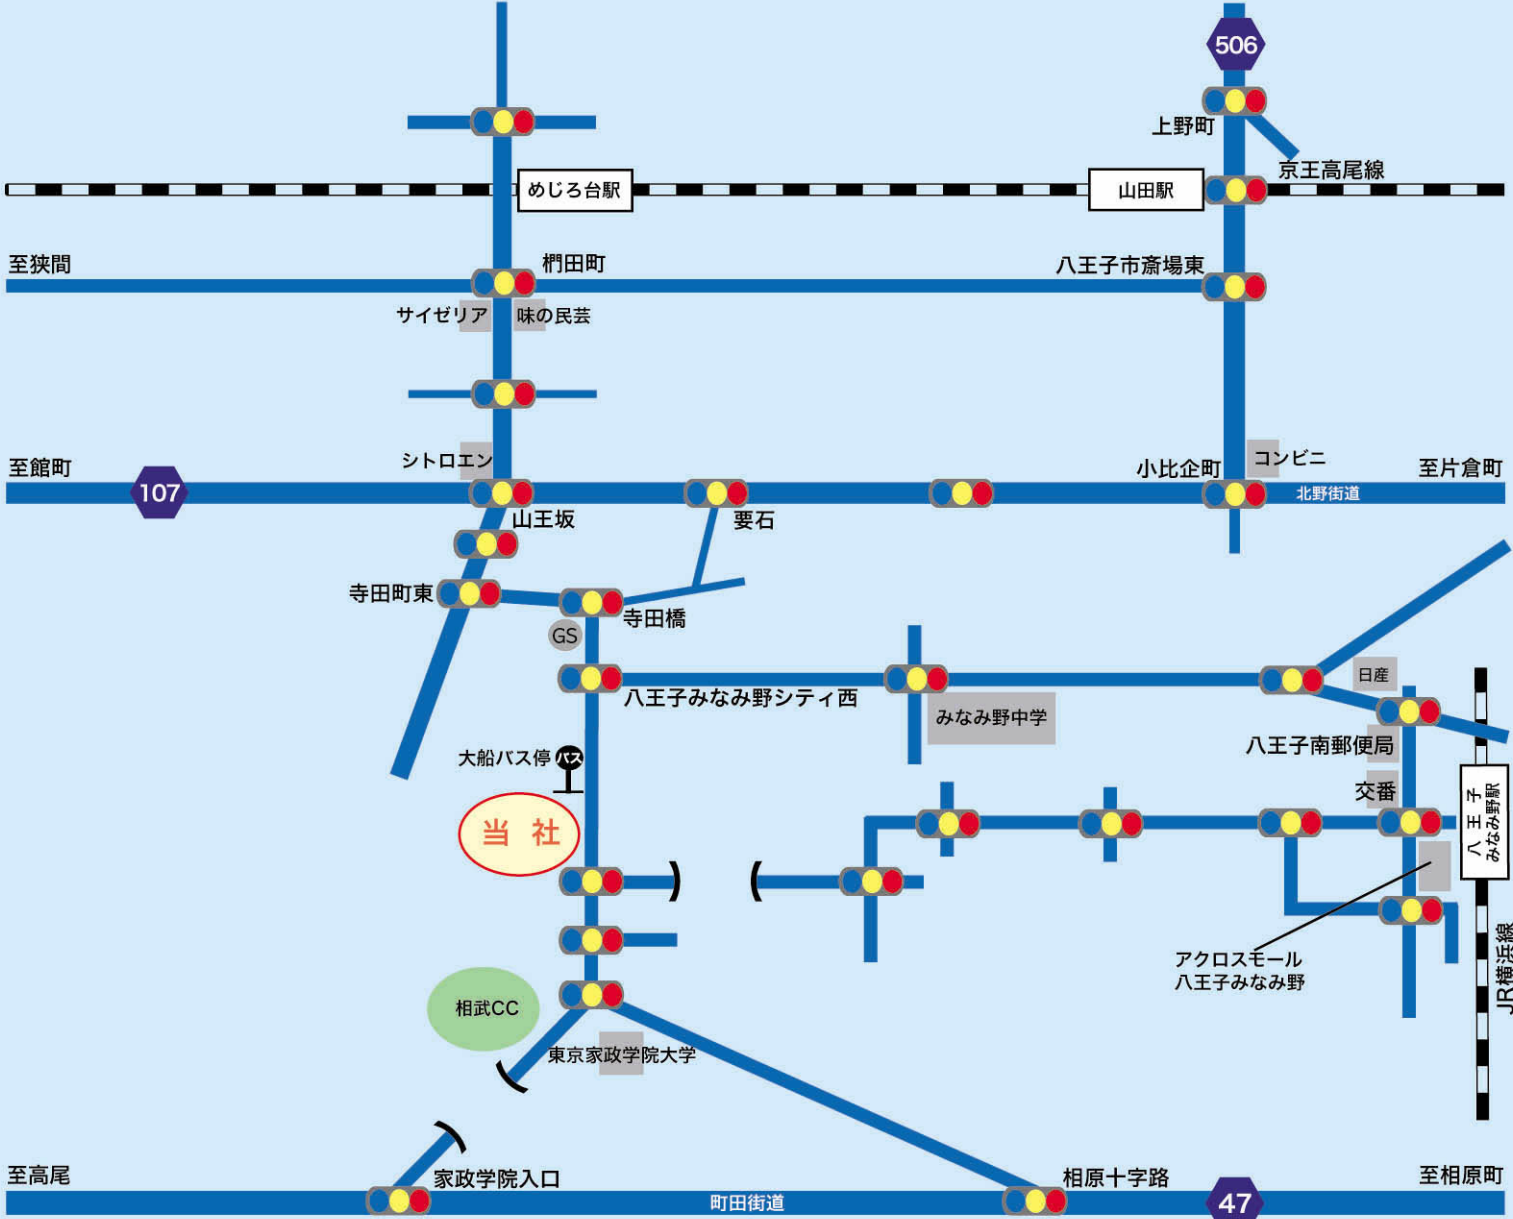 506
上野町
京王高尾線
めじろ台駅
山田駅
至狭間
椚田町
八王子市斎場東
サイゼリア
味の民芸
シトロエン
小比企町
コンビニ
至館町
至片倉町
107
北野街道
山王坂
要石
寺田町東
寺田橋
GS
八王子みなみ野シティ西
日産
みなみ野中学
八王子南郵便局
大船バス停
バス
交番
八王子
みなみ野駅
当 社
アクロスモール
八王子みなみ野
JR横浜線
相武CC
東京家政学院大学
至高尾
家政学院入口
相原十字路
至相原町
町田街道
47